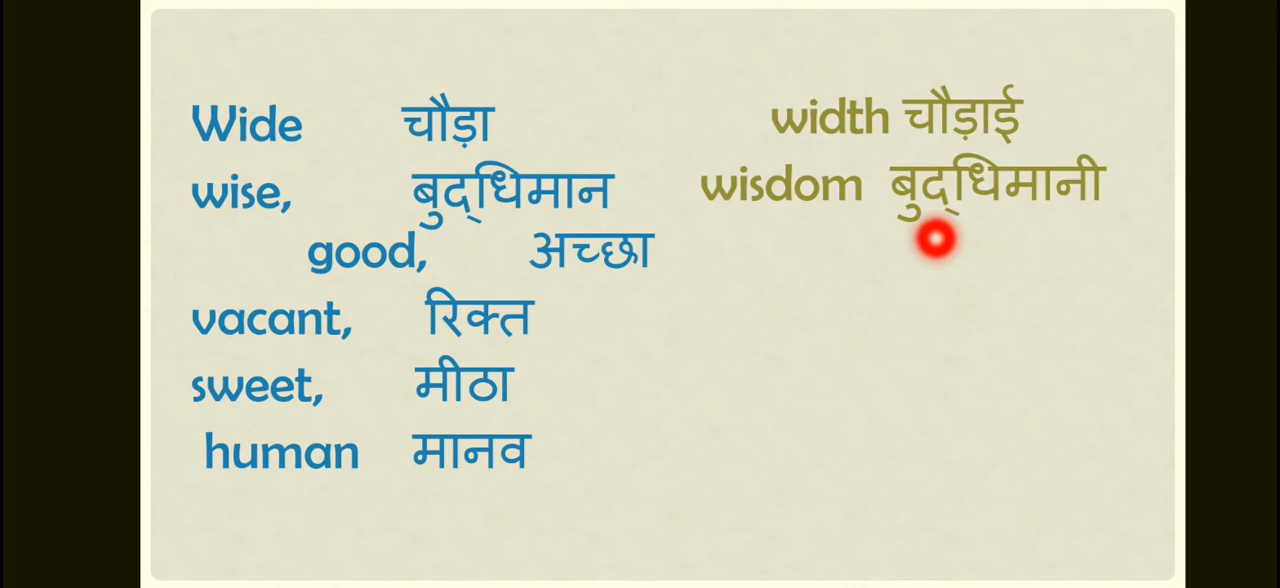 Wide चौड़ा width चौड़ाई
wise, बुद्धिमान wisdom बुद्धिमानी
good, अच्छा
vacant, रिक्त
sweet, मीठा
human मानव